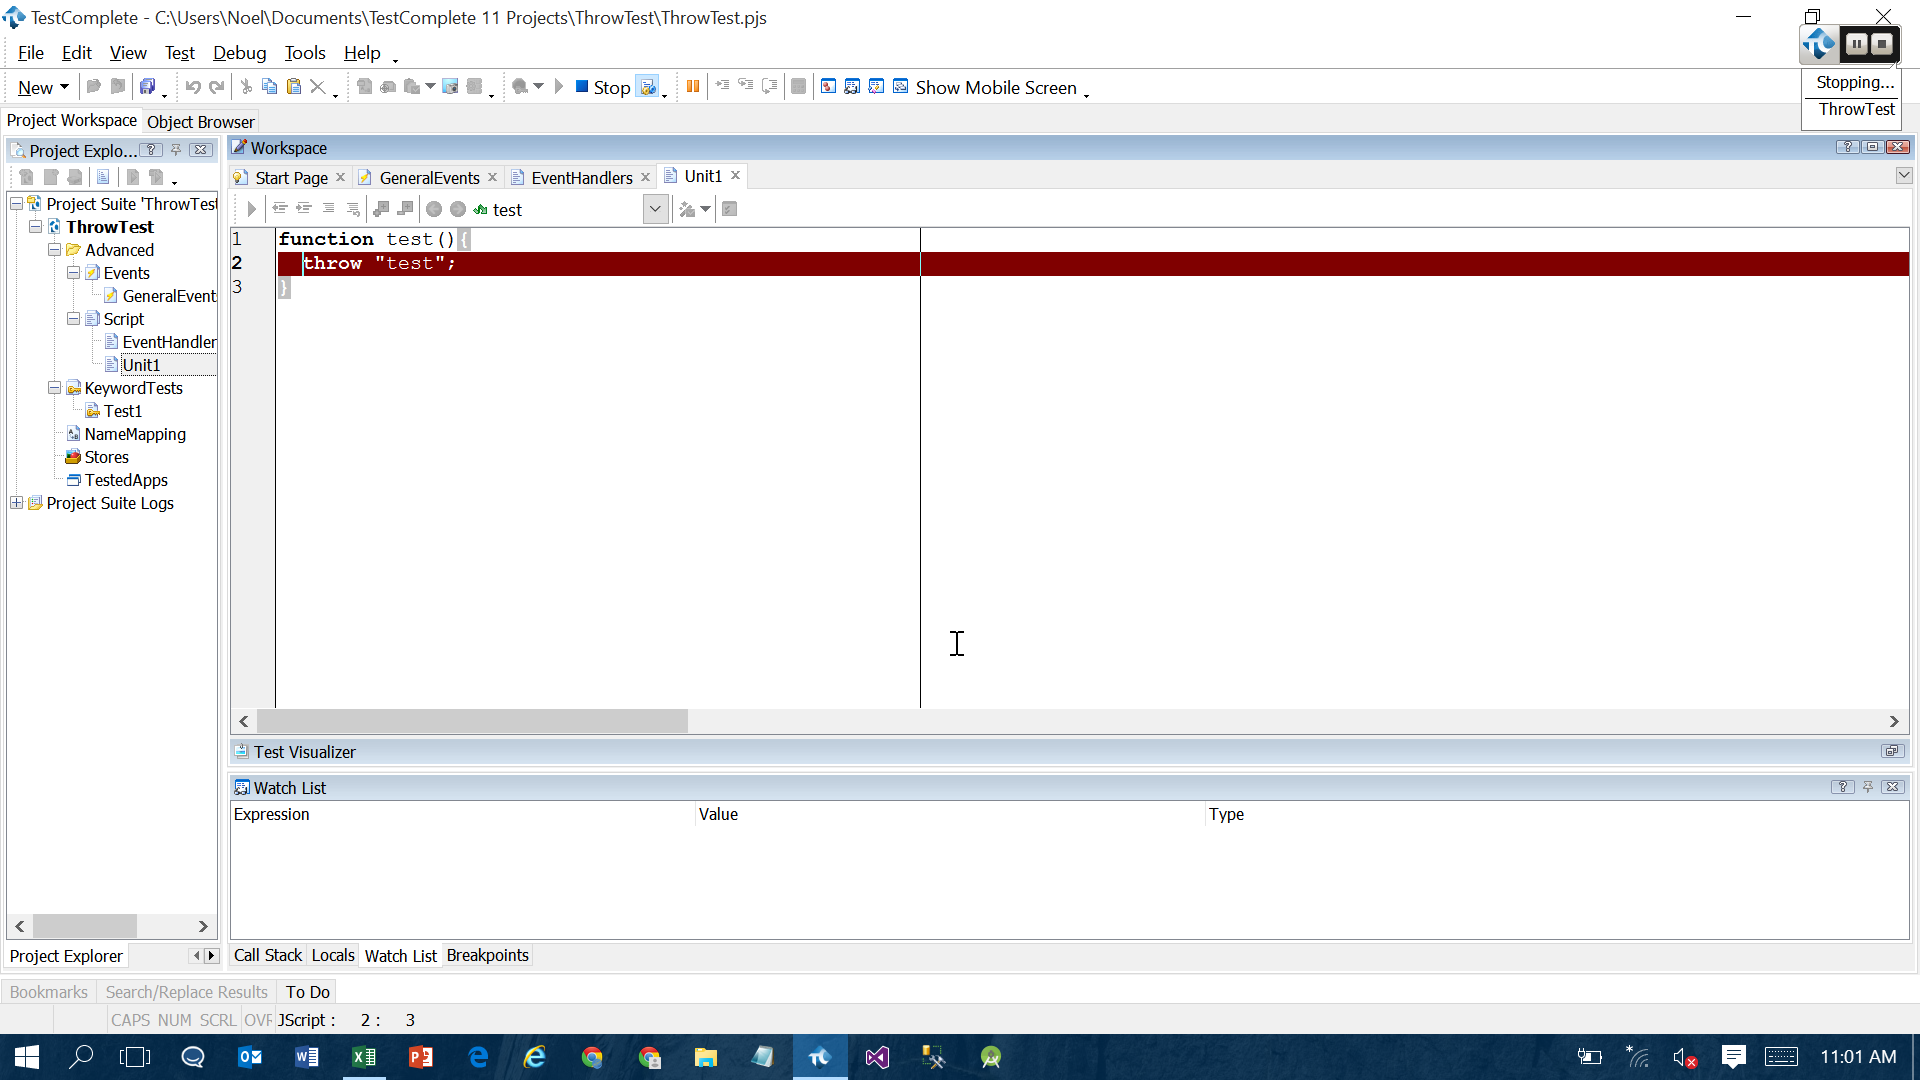 TestComplete - C:\Users\Noel\Documents\TestComplete 11 Projects\ThrowTest\ThrowTest.pjs
File Edit View Test Debug Tools Help
New Stop Show Mobile Screen
Stopping...
ThrowTest
Project Workspace Object Browser
Project Explo...
Workspace
Start Page GeneralEvents EventHandlers Unit1
test
Project Suite 'ThrowTest
ThrowTest
Advanced
Events
GeneralEvent
Script
EventHandler
Unit1
KeywordTests
Test1
NameMapping
Stores
TestedApps
Project Suite Logs
1 function test(){
2 throw "test";
3 }
Test Visualizer
Watch List
Expression Value Type
Project Explorer
Call Stack Locals Watch List Breakpoints
Bookmarks Search/Replace Results To Do
CAPS NUM SCRL OVR JScript : 2 : 3
11:01 AM